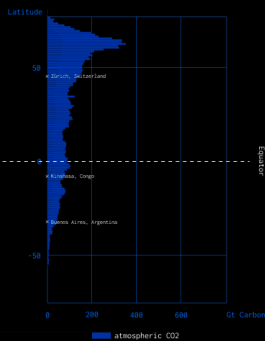 Latitude
50
Zürich, Switzerland
0
Equator
Kinshasa, Congo
Buenos Aires, Argentina
-50
0 200 400 600 Gt Carbon
atmospheric CO2